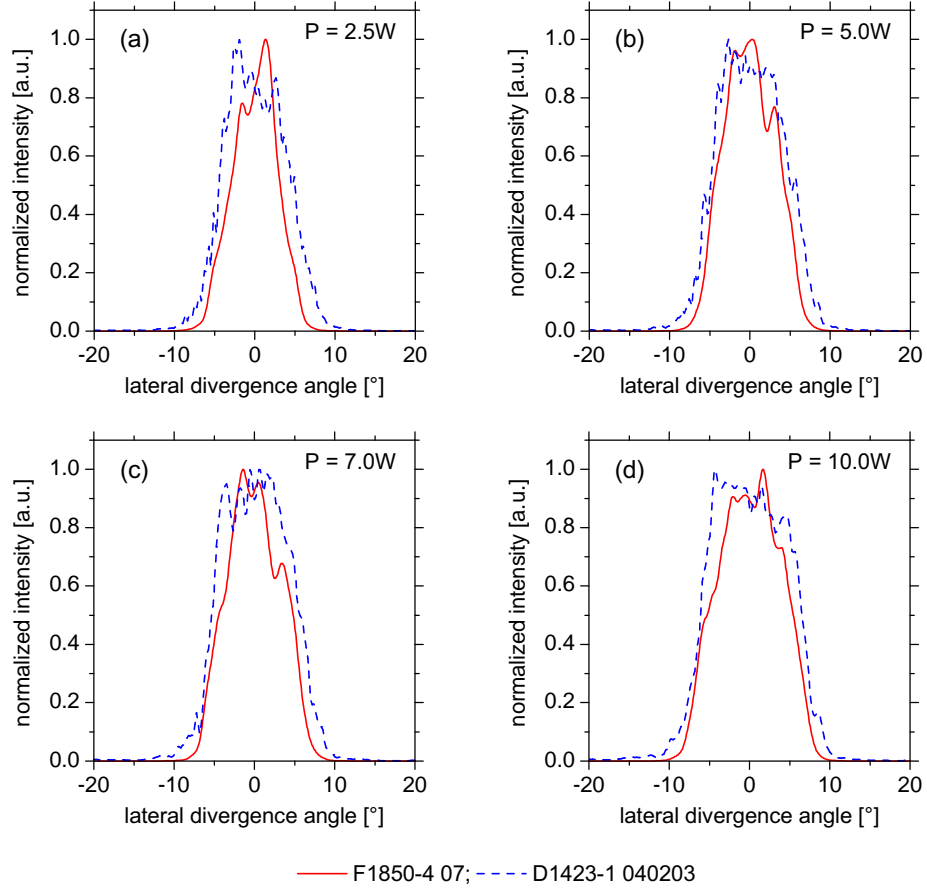 (a)
P = 2.5W
1.0
0.8
0.6
0.4
0.2
0.0
-20
-10
0
10
20
normalized intensity [a.u.]
lateral divergence angle [°]
(b)
P = 5.0W
1.0
0.8
0.6
0.4
0.2
0.0
-20
-10
0
10
20
normalized intensity [a.u.]
lateral divergence angle [°]
(c)
P = 7.0W
1.0
0.8
0.6
0.4
0.2
0.0
-20
-10
0
10
20
normalized intensity [a.u.]
lateral divergence angle [°]
(d)
P = 10.0W
1.0
0.8
0.6
0.4
0.2
0.0
-20
-10
0
10
20
normalized intensity [a.u.]
lateral divergence angle [°]
F1850-4 07; D1423-1 040203